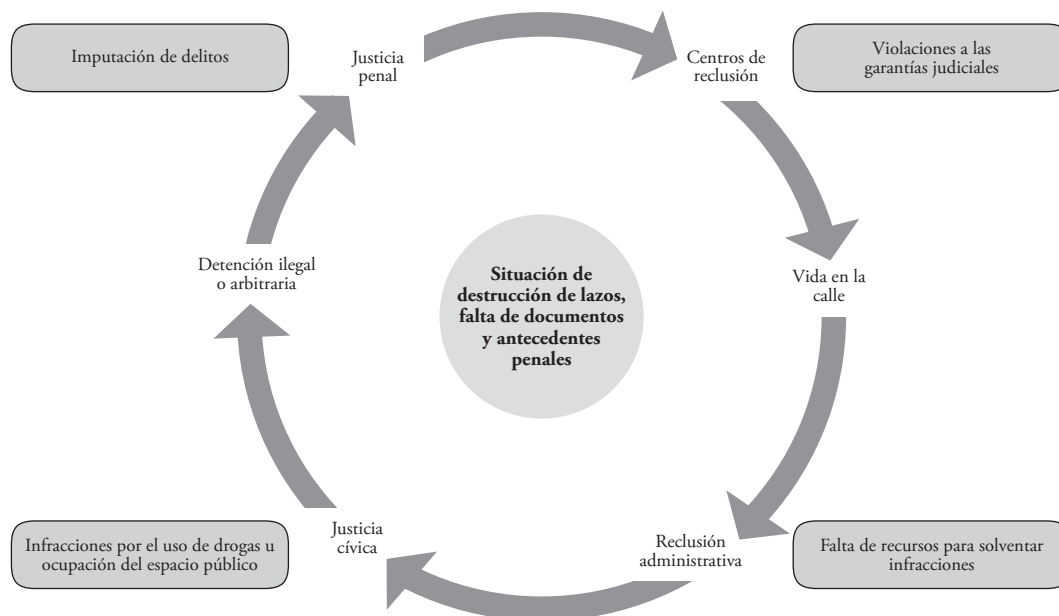 Imputación de delitos
Justicia
penal
Centros de
reclusión
Violaciones a las
garantías judiciales
Detención ilegal
o arbitraria
Situación de
destrucción de lazos,
falta de documentos
y antecedentes
penales
Vida en la
calle
Infracciones por el uso de drogas u
ocupación del espacio público
Justicia
cívica
Reclusión
administrativa
Falta de recursos para solventar
infracciones